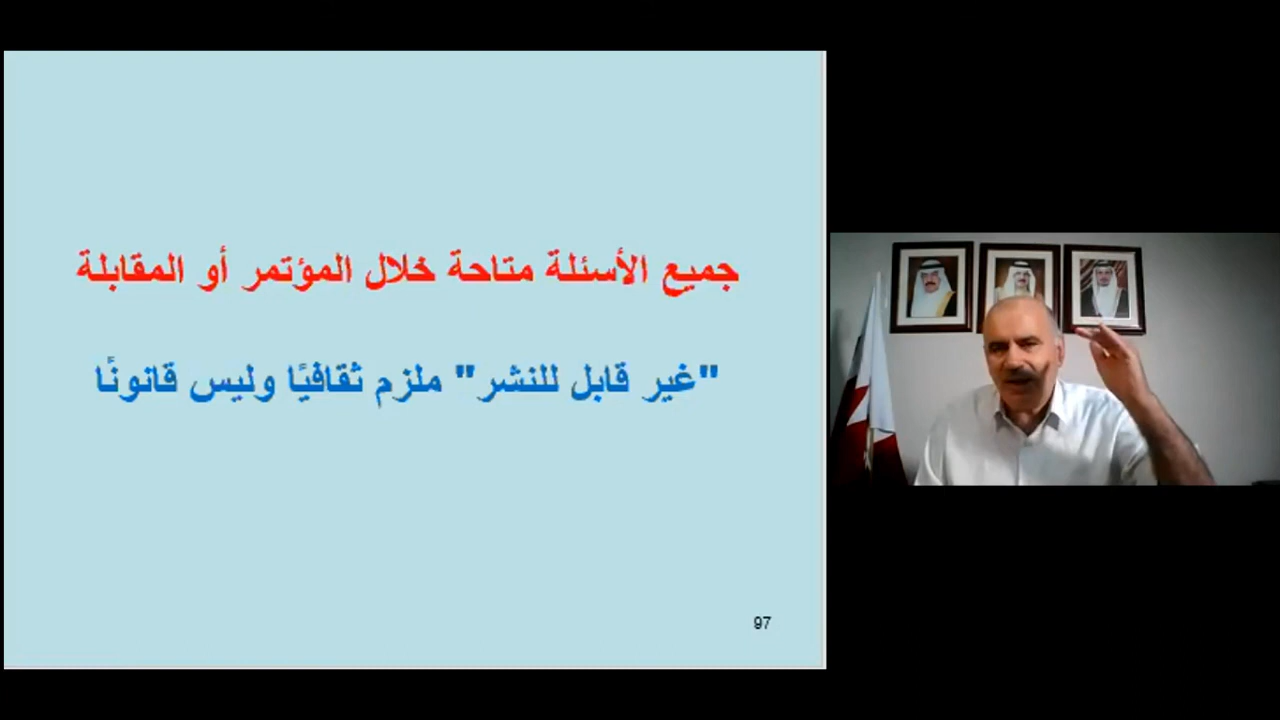 جميع الأسئلة متاحة خلال المؤتمر أو المقابلة
"غير قابل للنشر" ملزم ثقافيًا وليس قانونًا
97